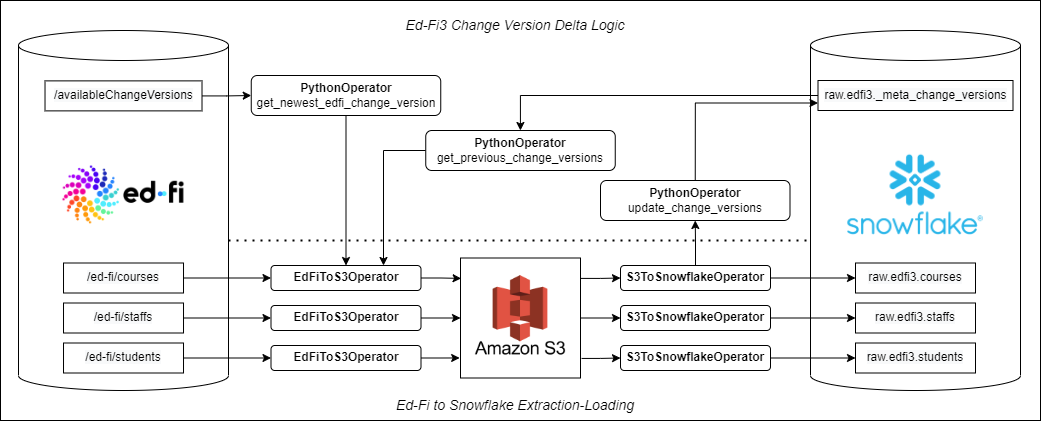 Ed-Fi3 Change Version Delta Logic
/availableChangeVersions
PythonOperator
get_newest_edfi_change_version
raw.edfi3._meta_change_versions
PythonOperator
get_previous_change_versions
PythonOperator
update_change_versions
ed-fi
snowflake®
/ed-fi/courses
EdFiToS3Operator
S3ToSnowflakeOperator
raw.edfi3.courses
/ed-fi/staffs
EdFiToS3Operator
S3ToSnowflakeOperator
raw.edfi3.staffs
Amazon S3
/ed-fi/students
EdFiToS3Operator
S3ToSnowflakeOperator
raw.edfi3.students
Ed-Fi to Snowflake Extraction-Loading